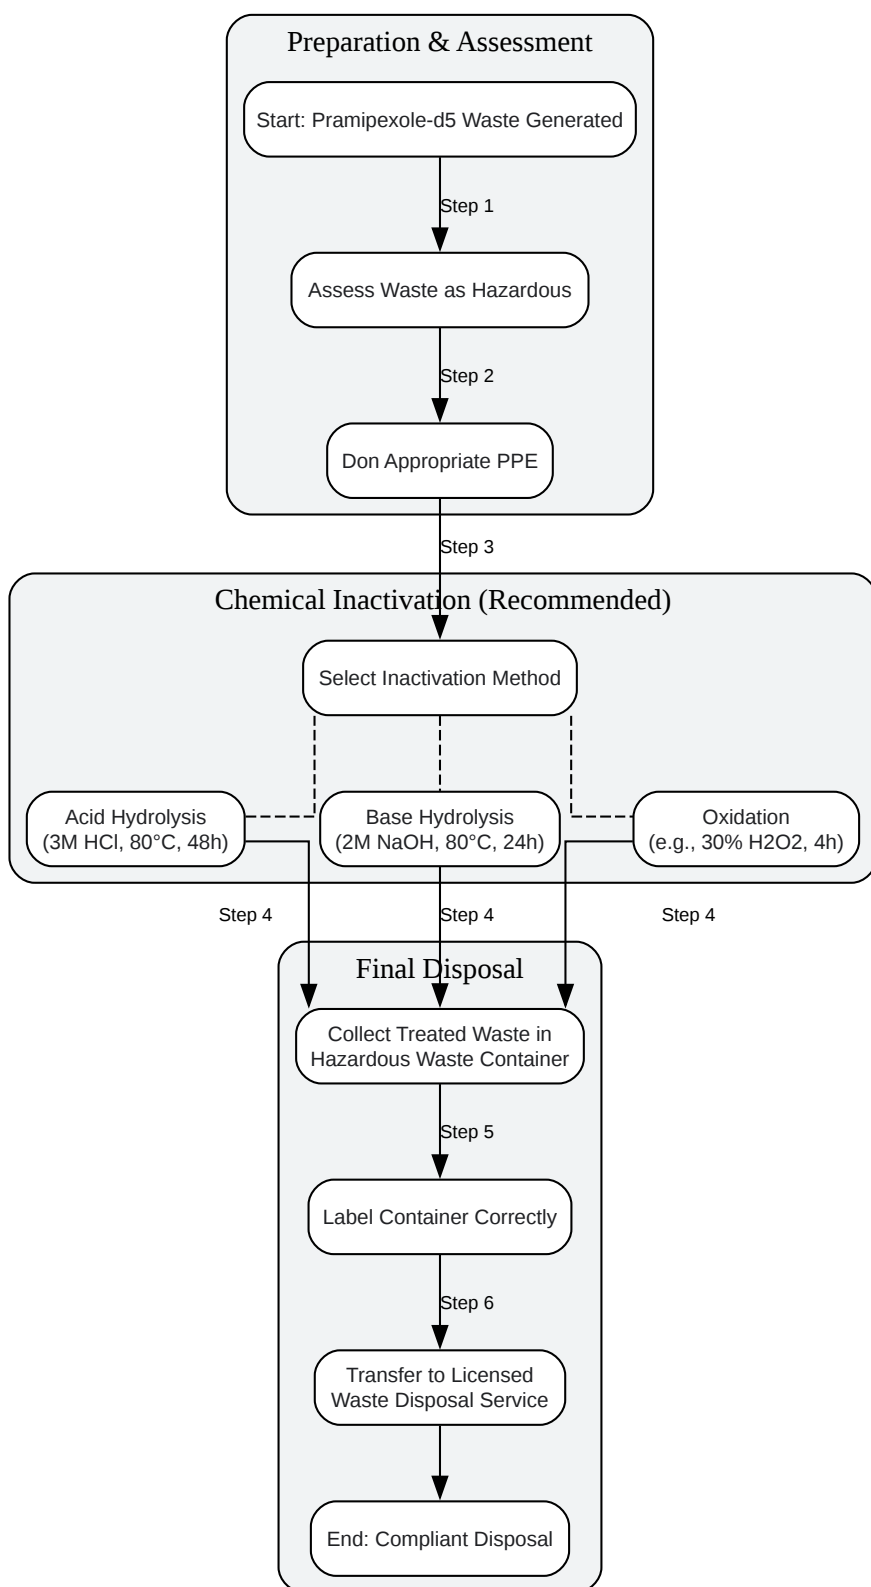 Preparation & Assessment
Start: Pramipexole-d5 Waste Generated
Step 1
Assess Waste as Hazardous
Step 2
Don Appropriate PPE
Step 3
Chemical Inactivation (Recommended)
Select Inactivation Method
Acid Hydrolysis
(3M HCl, 80°C, 48h)
Base Hydrolysis
(2M NaOH, 80°C, 24h)
Oxidation
(e.g., 30% H2O2, 4h)
Step 4
Step 4
Step 4
Final Disposal
Collect Treated Waste in
Hazardous Waste Container
Step 5
Label Container Correctly
Step 6
Transfer to Licensed
Waste Disposal Service
End: Compliant Disposal